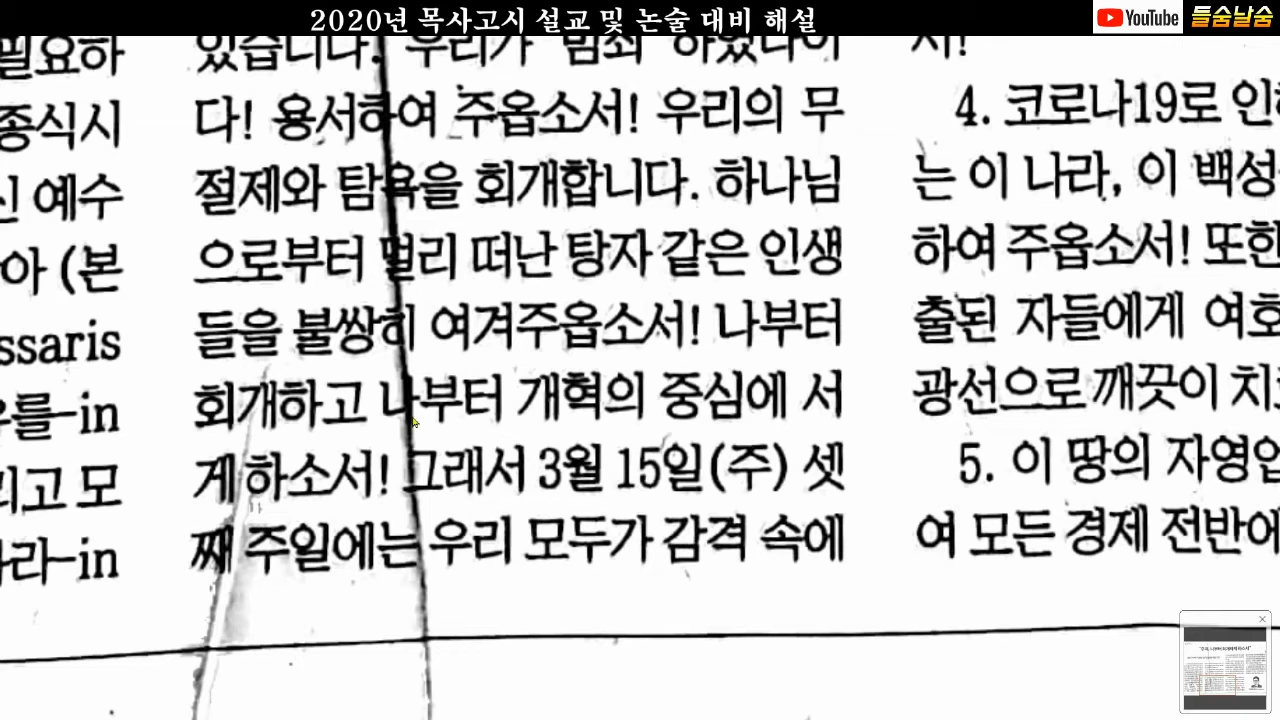 2020년 목사고시 설교 및 논술 대비 해설
YouTube
들숨날숨
필요하
종식시
예수
아 (본
ssaris
를-in
리고 모
라-in
있습니다. 우리가 범죄 하였나이
다! 용서하여 주옵소서! 우리의 무
절제와 탐욕을 회개합니다. 하나님
으로부터 멀리 떠난 탕자 같은 인생
들을 불쌍히 여겨주옵소서! 나부터
회개하고 나부터 개혁의 중심에 서
게 하소서! 그래서 3월 15일(주) 셋
째 주일에는 우리 모두가 감격 속에
서!
4. 코로나19로 인
는 이 나라, 이 백성
하여 주옵소서! 또한
출된 자들에게 여호
광선으로 깨끗이 치
5. 이 땅의 자영업
여 모든 경제 전반에